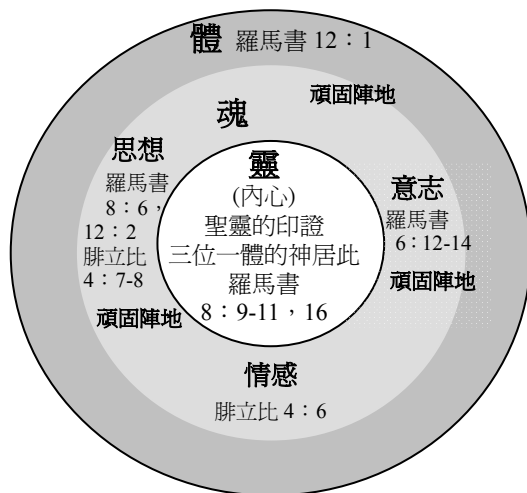 體 羅馬書 12：1
頑固陣地
魂
思想
羅馬書
8：6，
12：2
腓立比
4：7-8
頑固陣地
靈
(內心)
聖靈的印證
三位一體的神居此
羅馬書
8：9-11，16
意志
羅馬書
6：12-14
頑固陣地
情感
腓立比 4：6